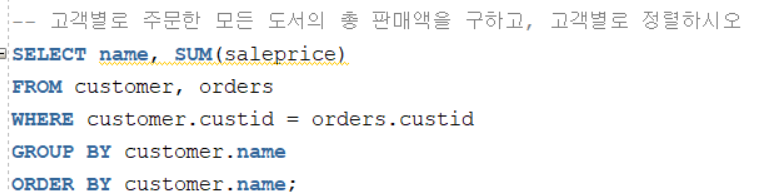 -- 고객별로 주문한 모든 도서의 총 판매액을 구하고, 고객별로 정렬하시오
SELECT name, SUM(saleprice)
FROM customer, orders
WHERE customer.custid = orders.custid
GROUP BY customer.name
ORDER BY customer.name;